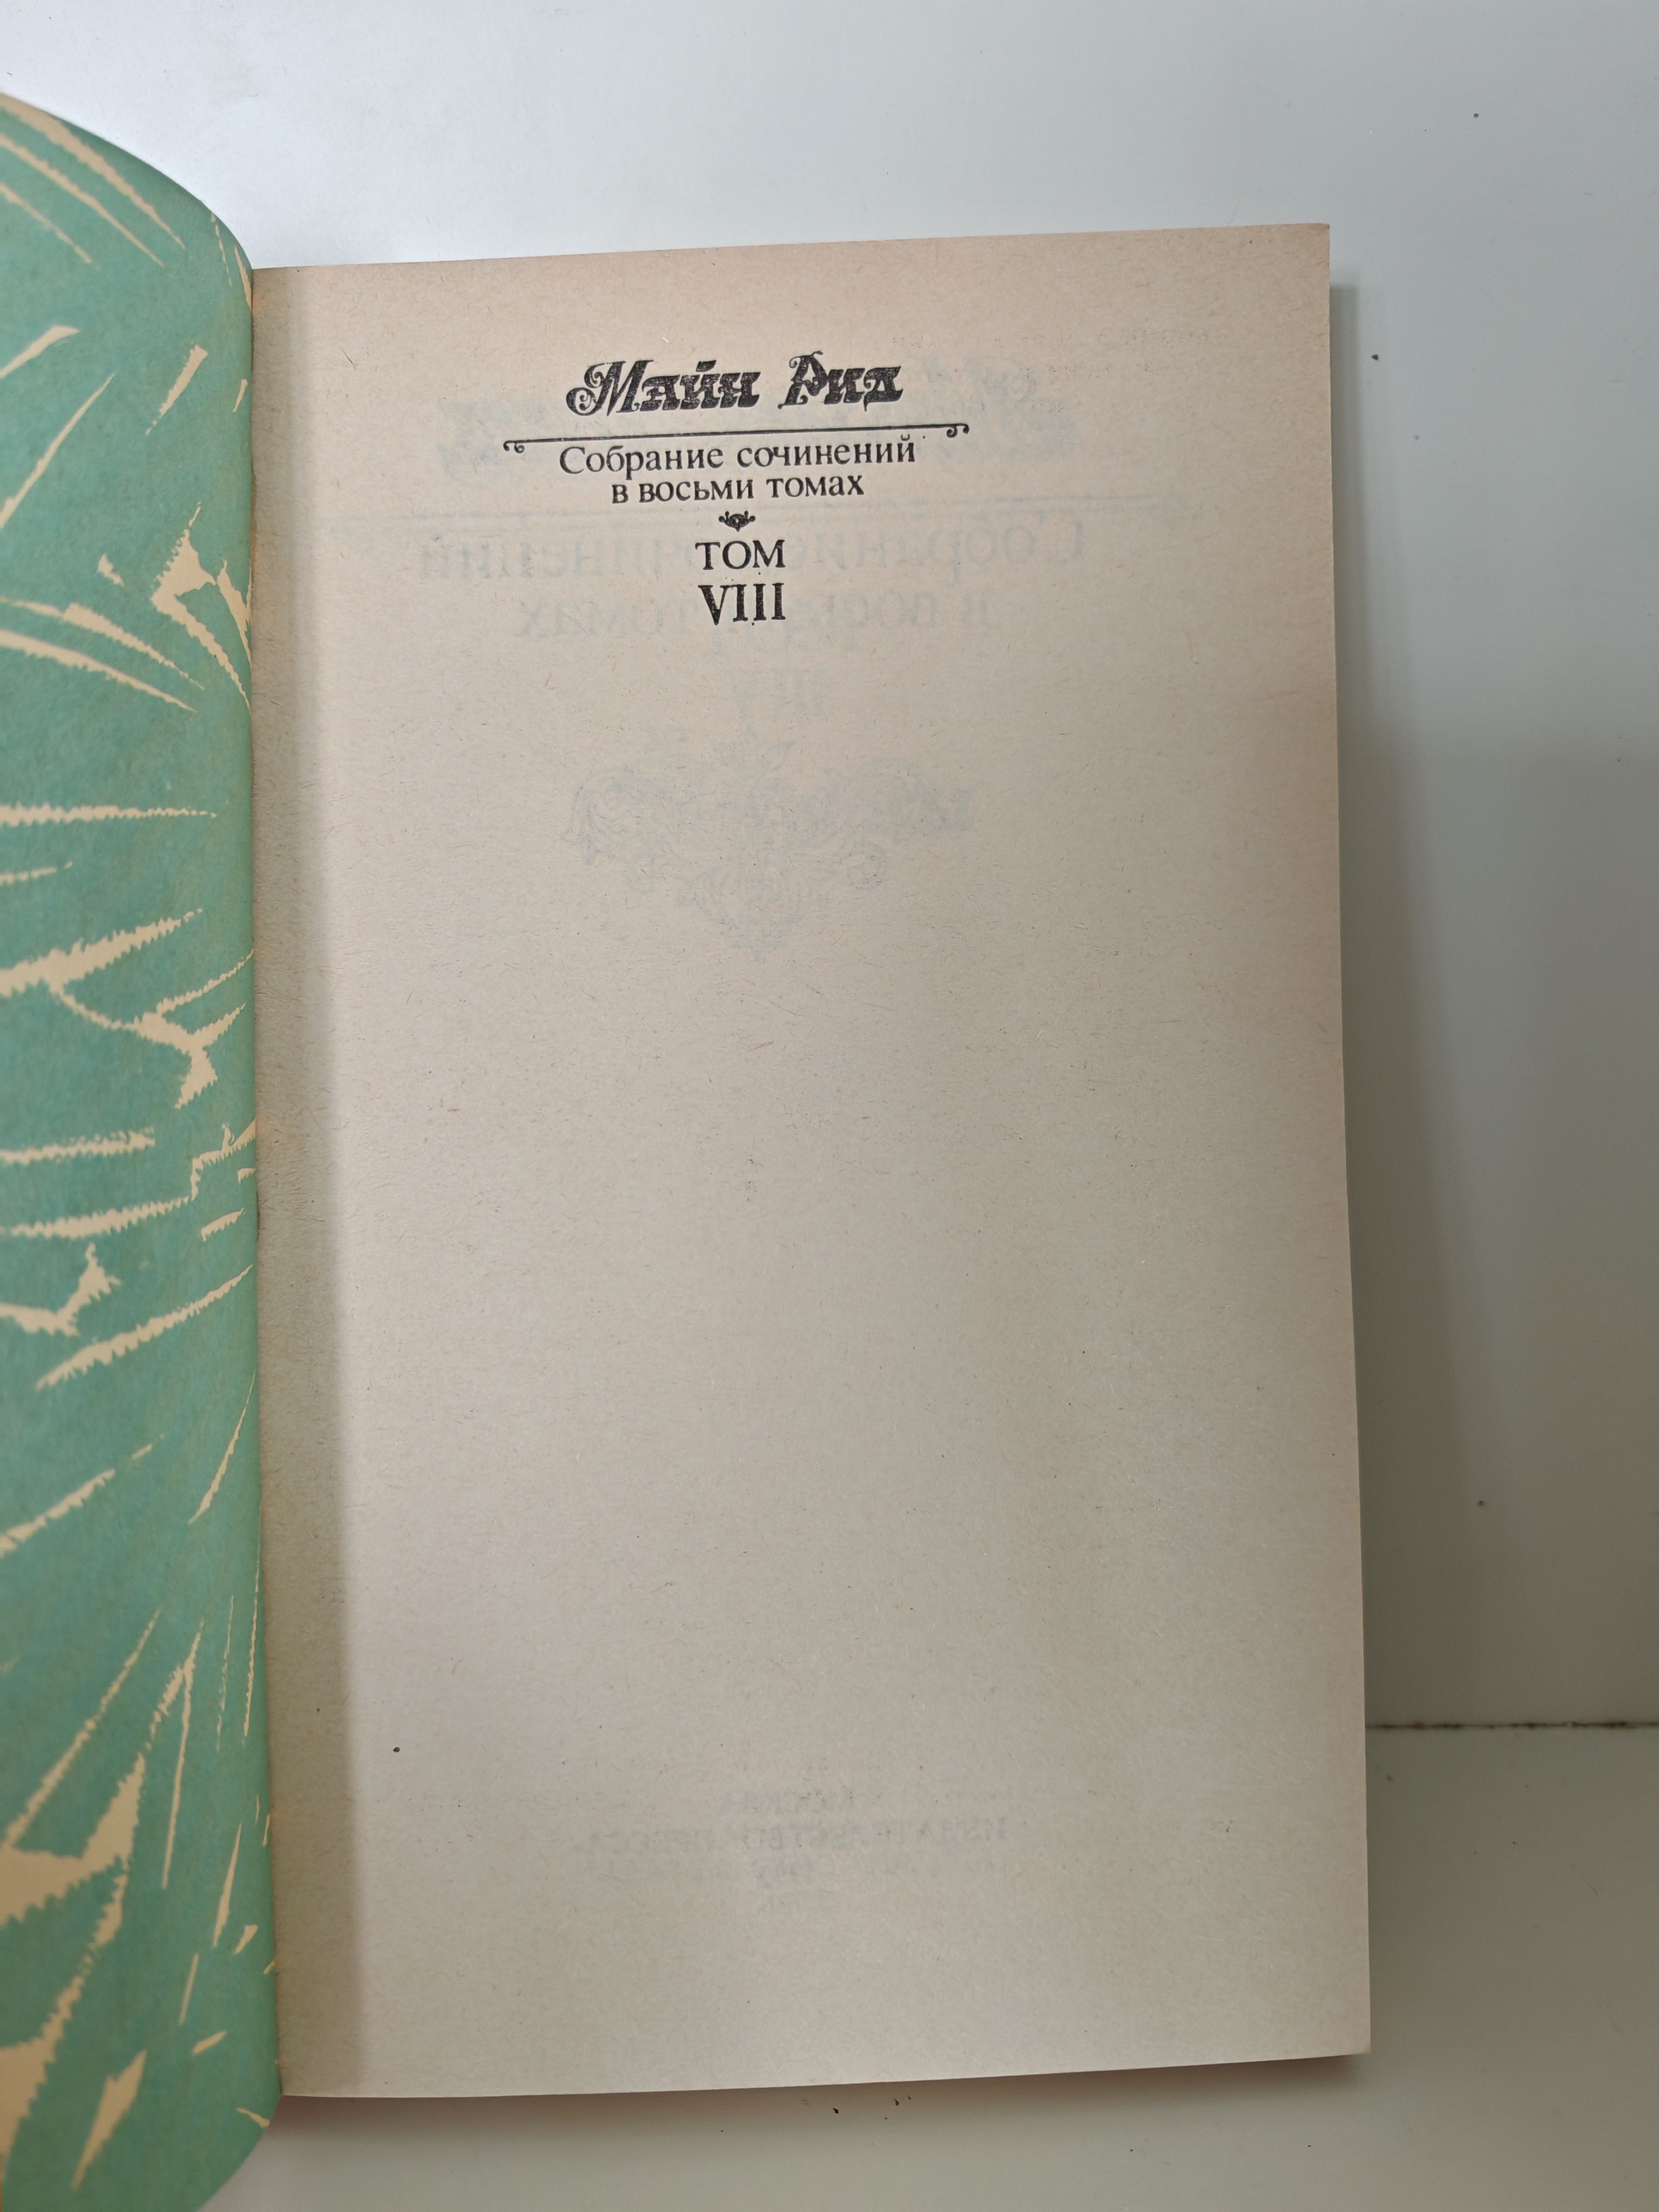 Майн Рид
Собрание сочинений
в восьми томах
ТОМ
VIII